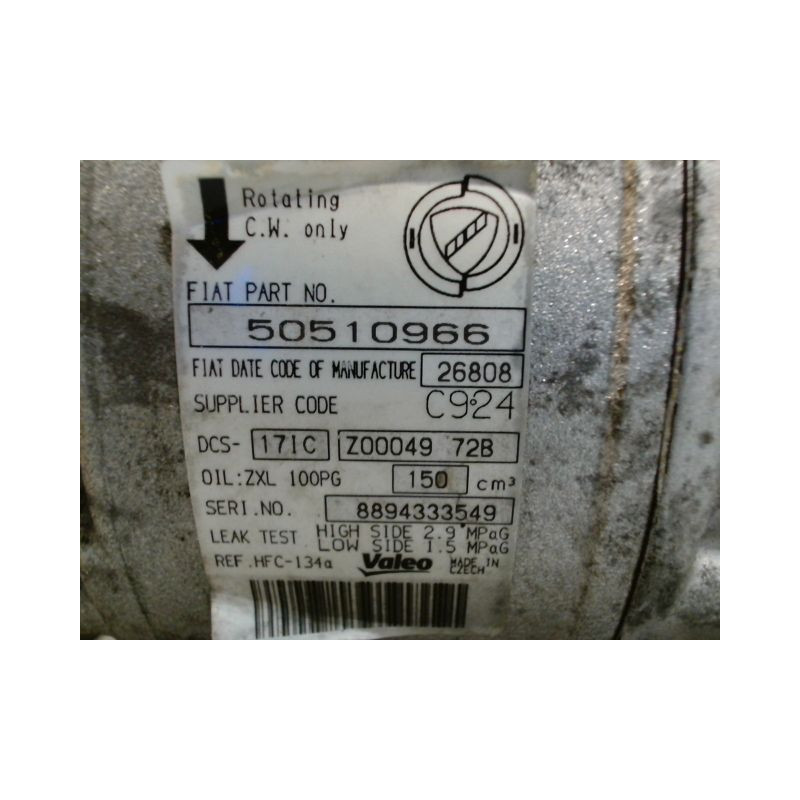 Rotating
C.W. only
FIAT PART NO.
50510966
FIAT DATE CODE OF MANUFACTURE 26808
SUPPLIER CODE C924
DCS- 17IC Z00049 72B
OIL:ZXL 100PG 150 cm³
SERI.NO. 8894333549
LEAK TEST HIGH SIDE 2.9 MPaG
LOW SIDE 1.5 MPaG
REF.HFC-134a Valeo MADE IN
CZECH